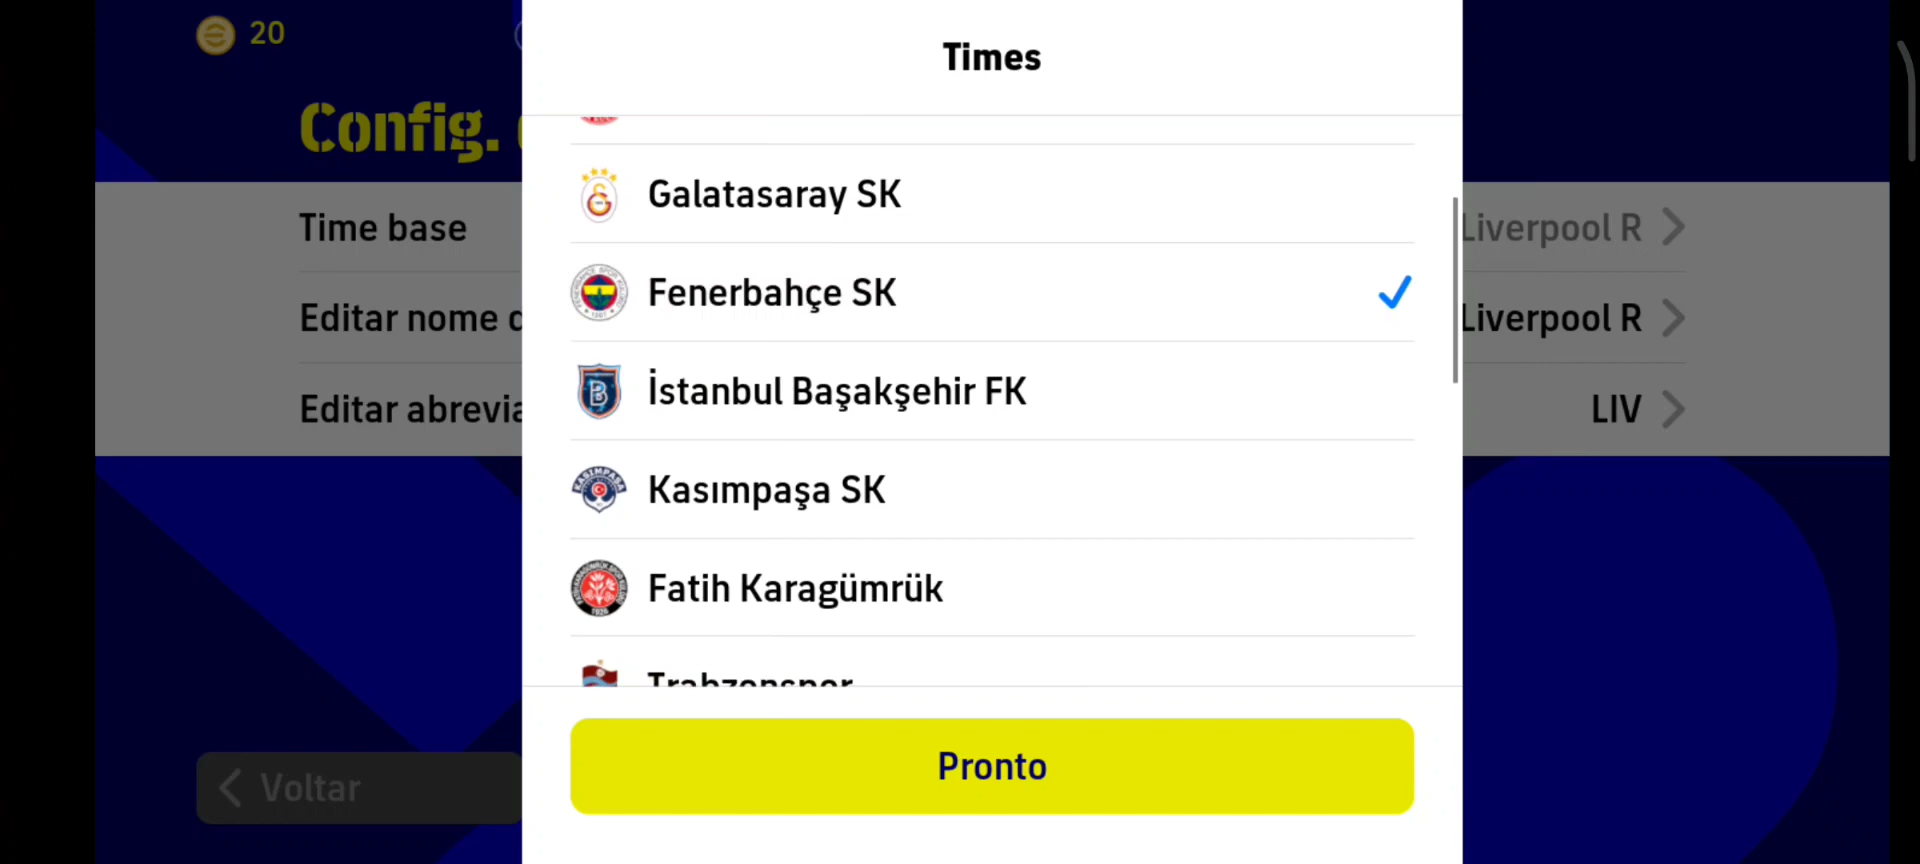 20
Times
Config.
Galatasaray SK
Time base
Liverpool R
Fenerbahçe SK
Editar nome
Liverpool R
İstanbul Başakşehir FK
Editar
LIV
Kasımpaşa SK
Fatih Karagümrük
Trabzonspor
Pronto
Voltar